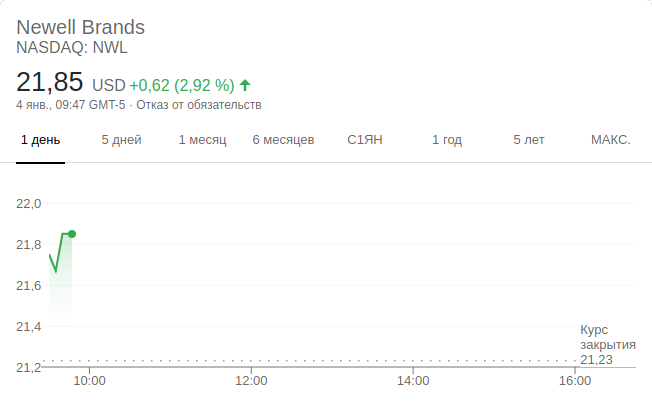 Newell Brands
NASDAQ: NWL
21,85 USD +0,62 (2,92 %)
4 янв., 09:47 GMT-5 · Отказ от обязательств
1 день 5 дней 1 месяц 6 месяцев С1ЯН 1 год 5 лет МАКС.
22,0
21,8
21,6
21,4
Курс
закрытия
21,23
21,2
10:00 12:00 14:00 16:00